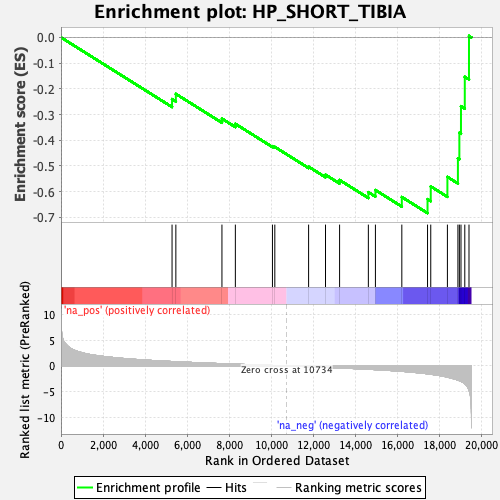 Enrichment plot: HP_SHORT_TIBIA
Enrichment score (ES)
0.0
-0.1
-0.2
-0.3
-0.4
-0.5
-0.6
-0.7
'na_pos' (positively correlated)
Ranked list metric (PreRanked)
10
5
0
-5
-10
Zero cross at 10734
'na_neg' (negatively correlated)
0 2,000 4,000 6,000 8,000 10,000 12,000 14,000 16,000 18,000 20,000
Rank in Ordered Dataset
Enrichment profile Hits Ranking metric scores